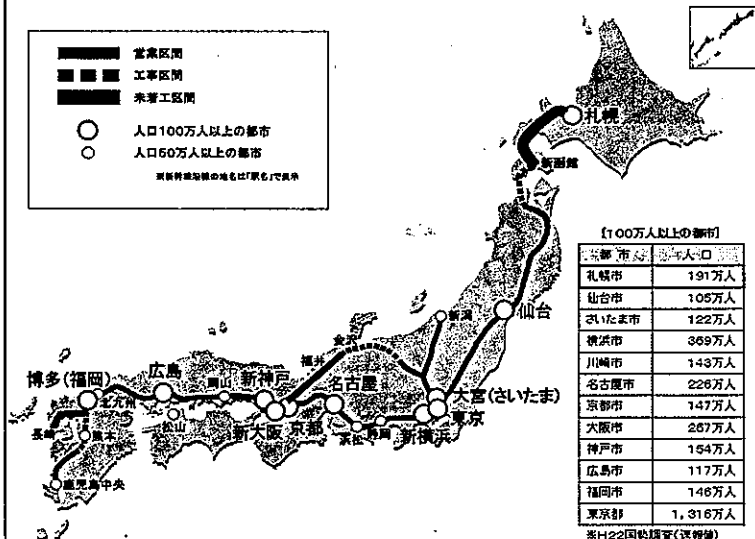 営業区間
工事区間
未着工区間
人口100万人以上の都市
人口50万人以上の都市
※新幹線沿線の地名は「駅名」で表示
札幌
新函館
仙台
新潟
金沢
福井
大宮(さいたま)
東京
新横浜
静岡
浜松
名古屋
京都
新大阪
新神戸
岡山
広島
松山
博多(福岡)
北九州
長崎
熊本
鹿児島中央
【100万人以上の都市】
都市 人口
札幌市 191万人
仙台市 105万人
さいたま市 122万人
横浜市 369万人
川崎市 143万人
名古屋市 226万人
京都市 147万人
大阪市 267万人
神戸市 154万人
広島市 117万人
福岡市 146万人
東京都 1,316万人
※H22国勢調査(速報値)